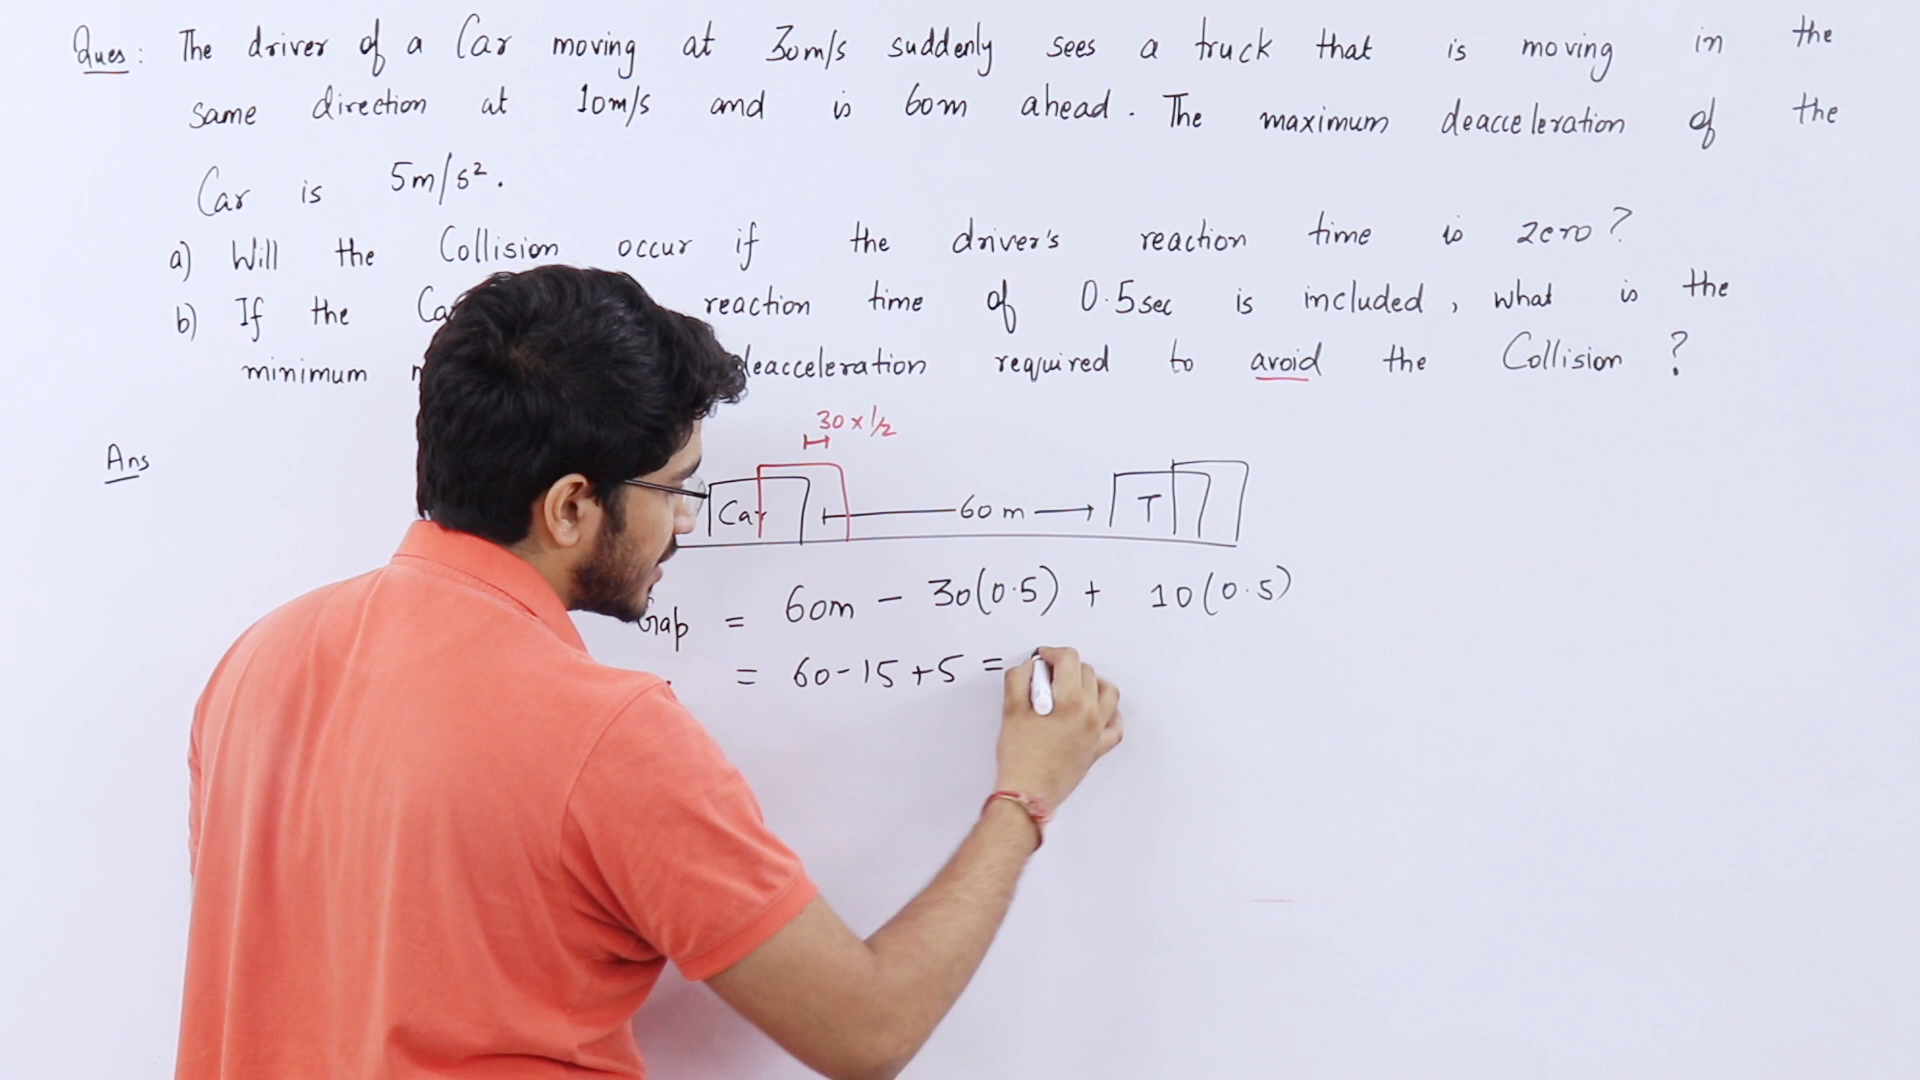 Ques: The driver of a Car moving at 30m/s suddenly sees a truck that is moving in the
same direction at 10m/s and is 60m ahead. The maximum deacceleration of the
Car is 5m/s².
a) Will the Collision occur if the driver's reaction time is zero?
b) If the reaction time of 0.5sec is included, what is the
minimum deacceleration required to avoid the Collision?
30×1/2
Ans
Car 60m T
Gap = 60m - 30(0.5) + 10(0.5)
= 60-15+5 =